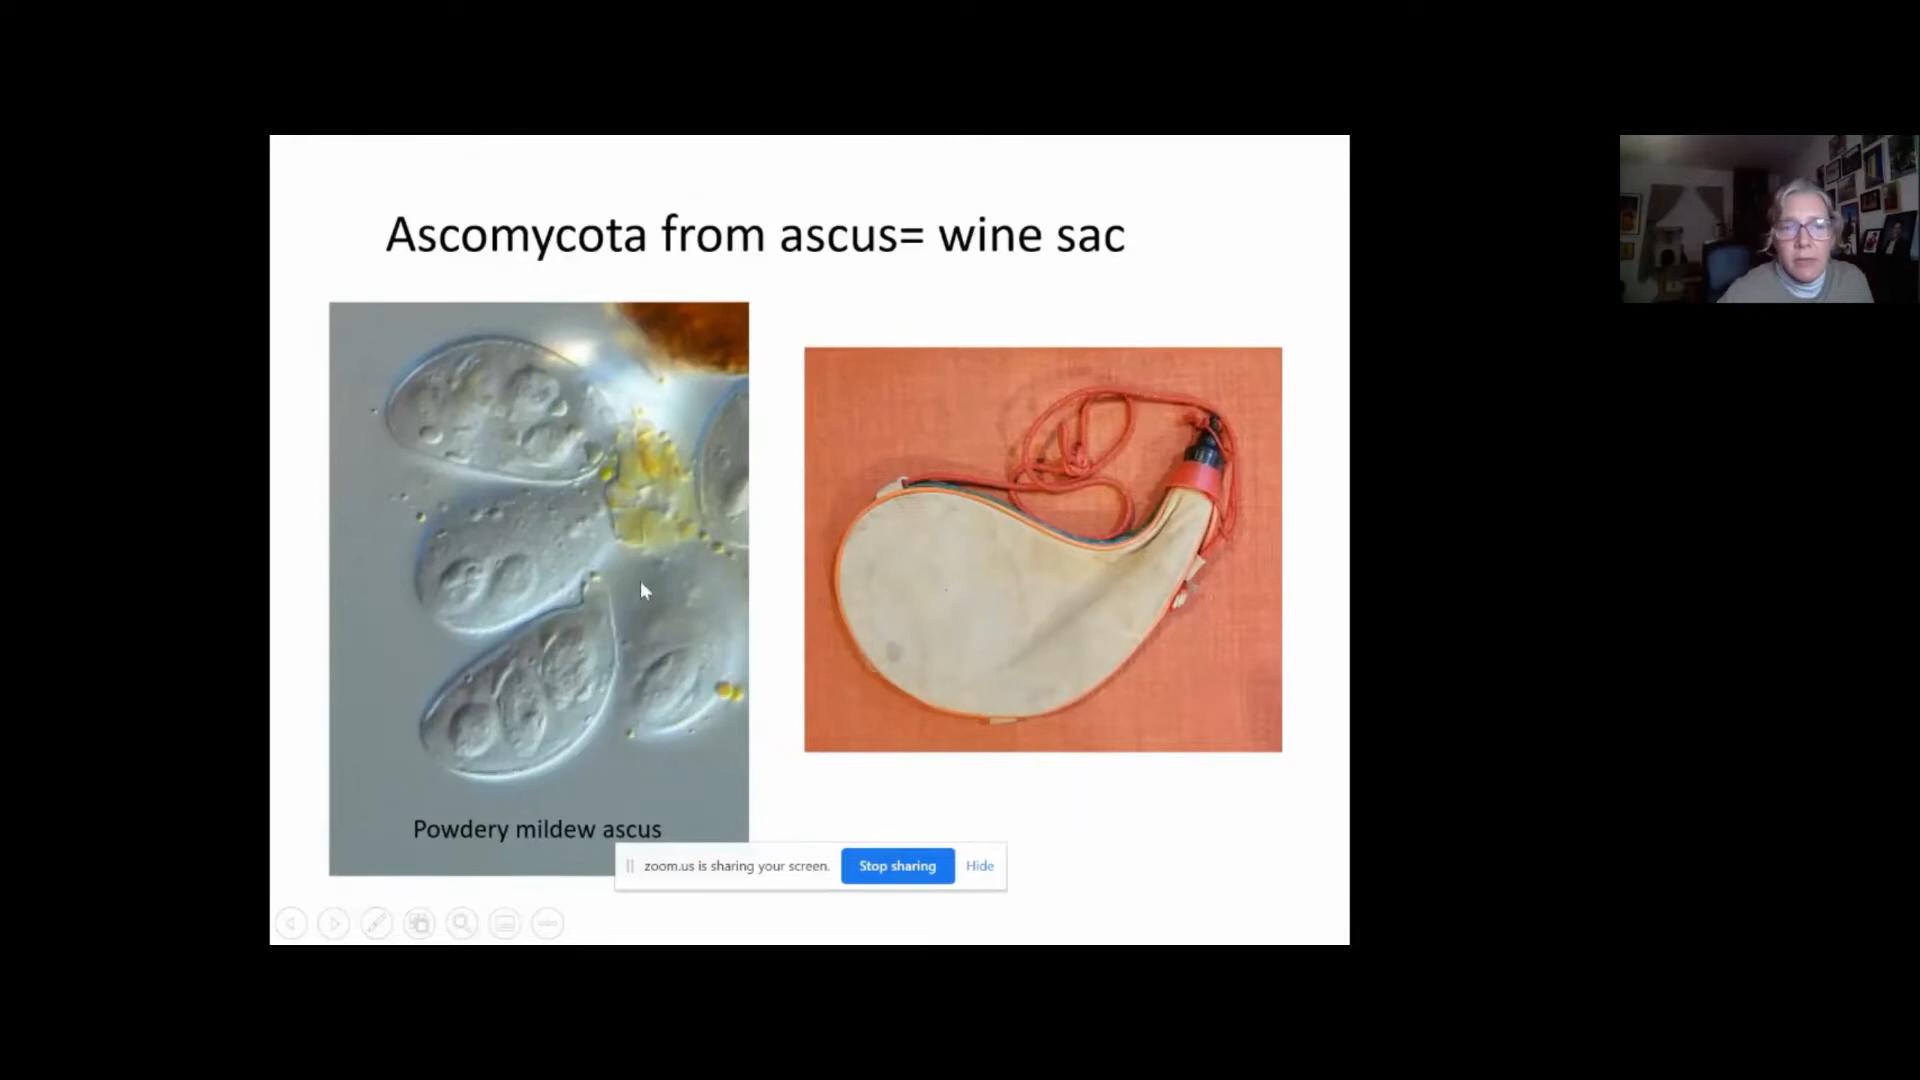 Ascomycota from ascus= wine sac
Powdery mildew ascus
zoom.us is sharing your screen. Stop sharing Hide